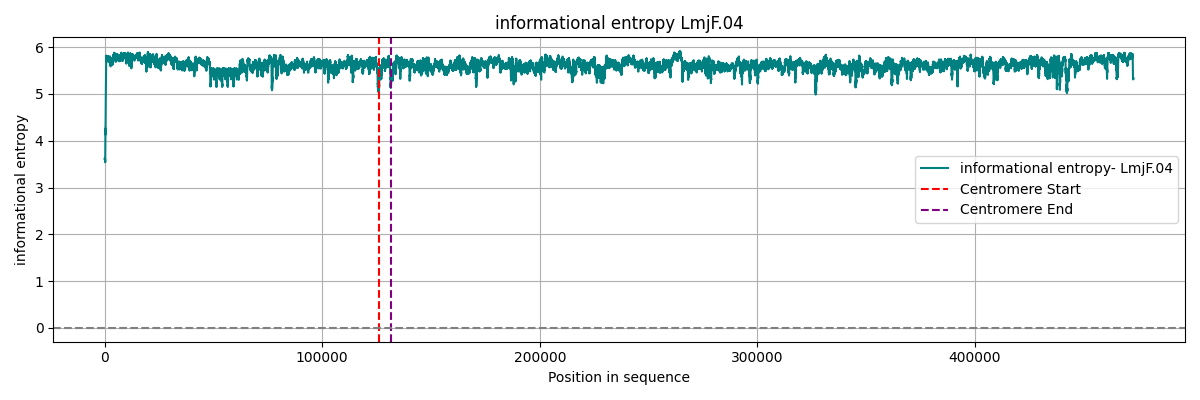 informational entropy LmjF.04
informational entropy
6
5
4
3
2
1
0
informational entropy- LmjF.04
Centromere Start
Centromere End
0 100000 200000 300000 400000
Position in sequence